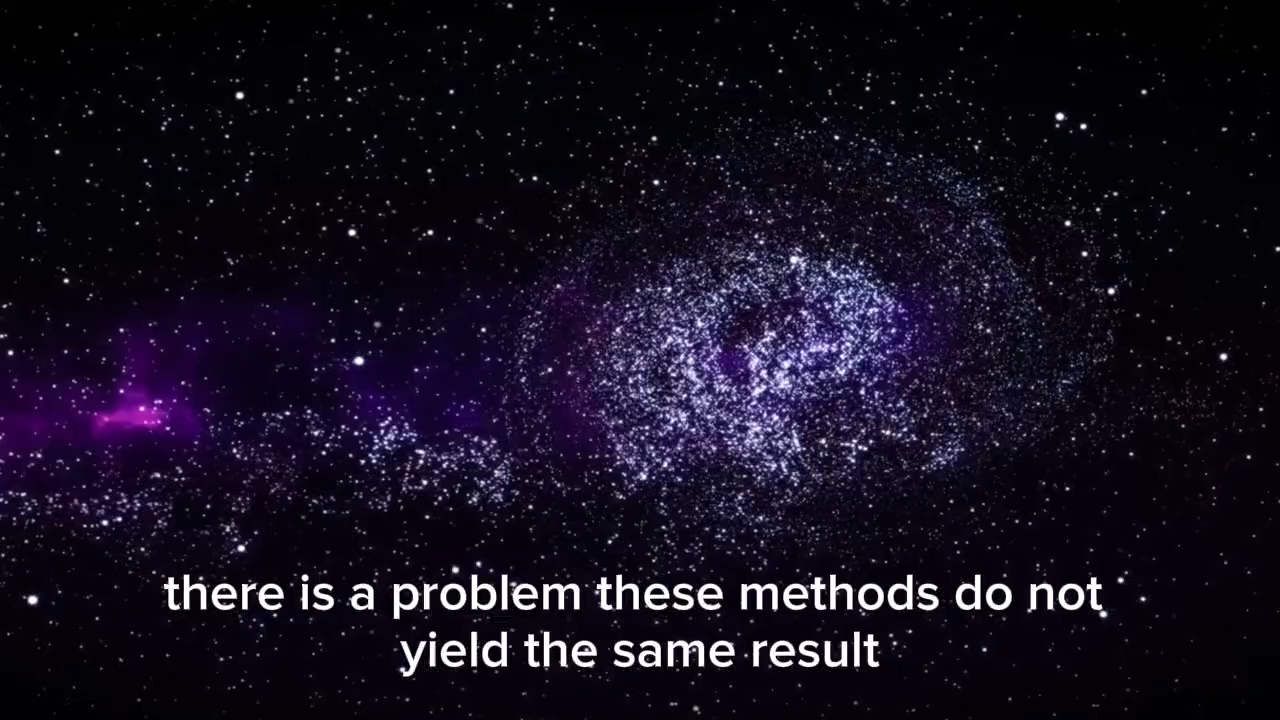 there is a problem these methods do not
yield the same result